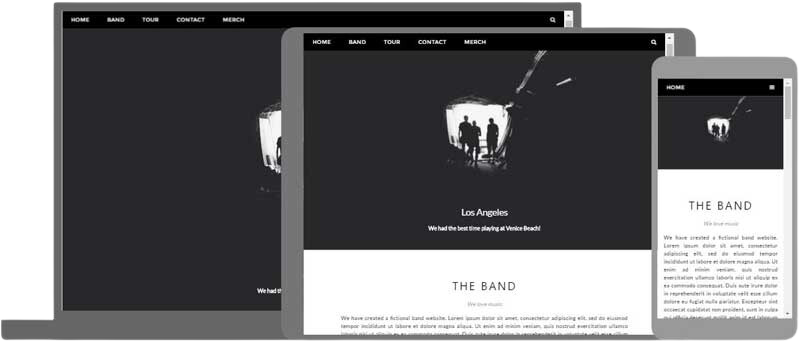 HOME BAND TOUR CONTACT MERCH
We had
HOME BAND TOUR CONTACT MERCH
Los Angeles
We had the best time playing at Venice Beach!
THE BAND
We love music
We have created a fictional band website. Lorem ipsum dolor sit amet, consectetur adipiscing elit, sed do eiusmod tempor
incididunt ut labore et dolore magna aliqua. Ut enim ad minim veniam, quis nostrud exercitation ullamco
HOME
THE BAND
We love music
We have created a fictional band website.
Lorem ipsum dolor sit amet, consectetur
adipiscing elit, sed do eiusmod tempor
incididunt ut labore et dolore magna aliqua. Ut
enim ad minim veniam, quis nostrud
exercitation ullamco laboris nisi ut aliquip ex
ea commodo consequat. Duis aute irure dolor
in reprehenderit in voluptate velit esse cillum
dolore eu fugiat nulla pariatur. Excepteur sint
occaecat cupidatat non proident, sunt in culpa